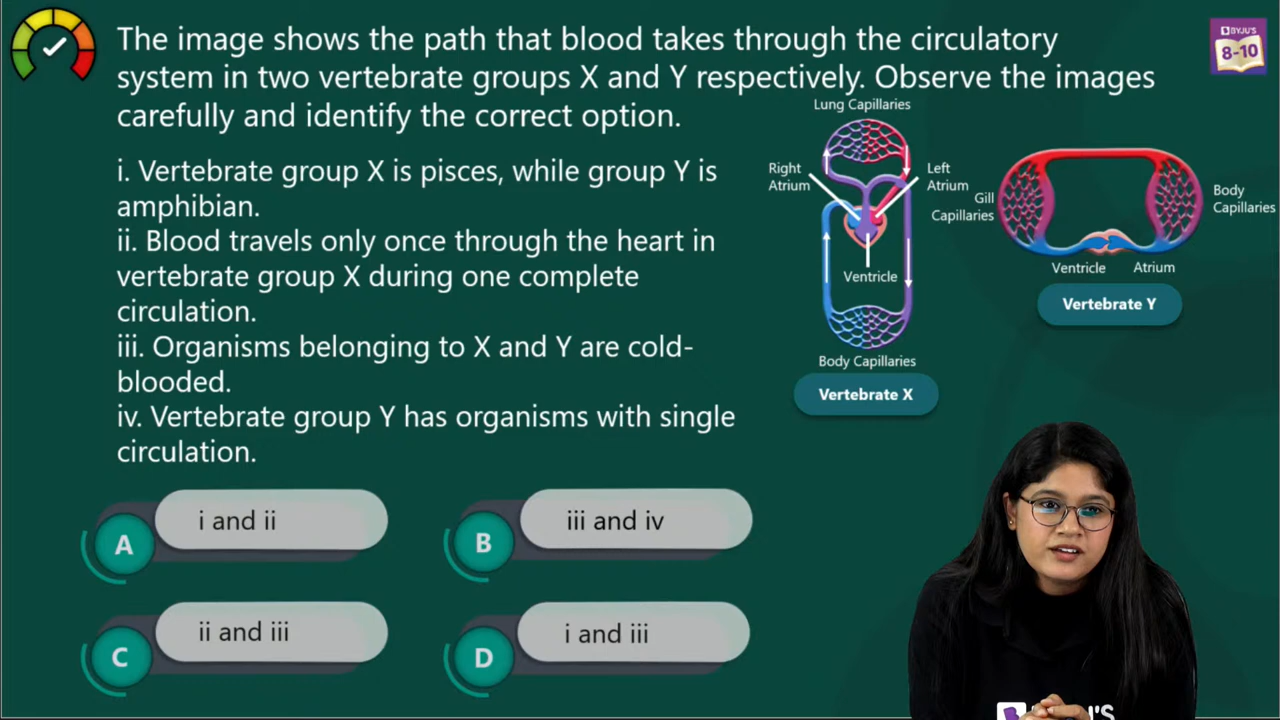 The image shows the path that blood takes through the circulatory
system in two vertebrate groups X and Y respectively. Observe the images
carefully and identify the correct option.
BYJU'S
8-10
i. Vertebrate group X is pisces, while group Y is
amphibian.
ii. Blood travels only once through the heart in
vertebrate group X during one complete
circulation.
iii. Organisms belonging to X and Y are cold-
blooded.
iv. Vertebrate group Y has organisms with single
circulation.
Lung Capillaries
Right
Atrium
Left
Atrium
Ventricle
Body Capillaries
Vertebrate X
Gill
Capillaries
Body
Capillaries
Ventricle
Atrium
Vertebrate Y
A
i and ii
B
iii and iv
C
ii and iii
D
i and iii